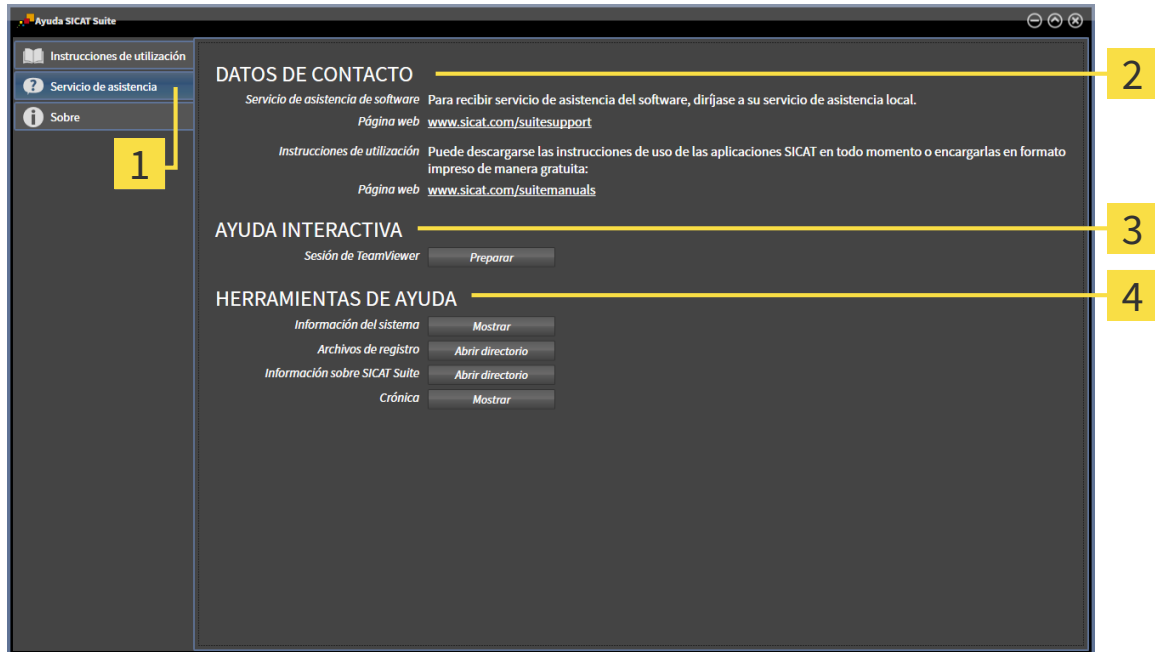 Ayuda SICAT Suite
Instrucciones de utilización
Servicio de asistencia
Sobre
1
DATOS DE CONTACTO
2
Servicio de asistencia de software Para recibir servicio de asistencia del software, diríjase a su servicio de asistencia local.
Página web www.sicat.com/suitesupport
Instrucciones de utilización Puede descargarse las instrucciones de uso de las aplicaciones SICAT en todo momento o encargarlas en formato
impreso de manera gratuita:
Página web www.sicat.com/suitemanuals
AYUDA INTERACTIVA
3
Sesión de TeamViewer Preparar
HERRAMIENTAS DE AYUDA
4
Información del sistema Mostrar
Archivos de registro Abrir directorio
Información sobre SICAT Suite Abrir directorio
Crónica Mostrar